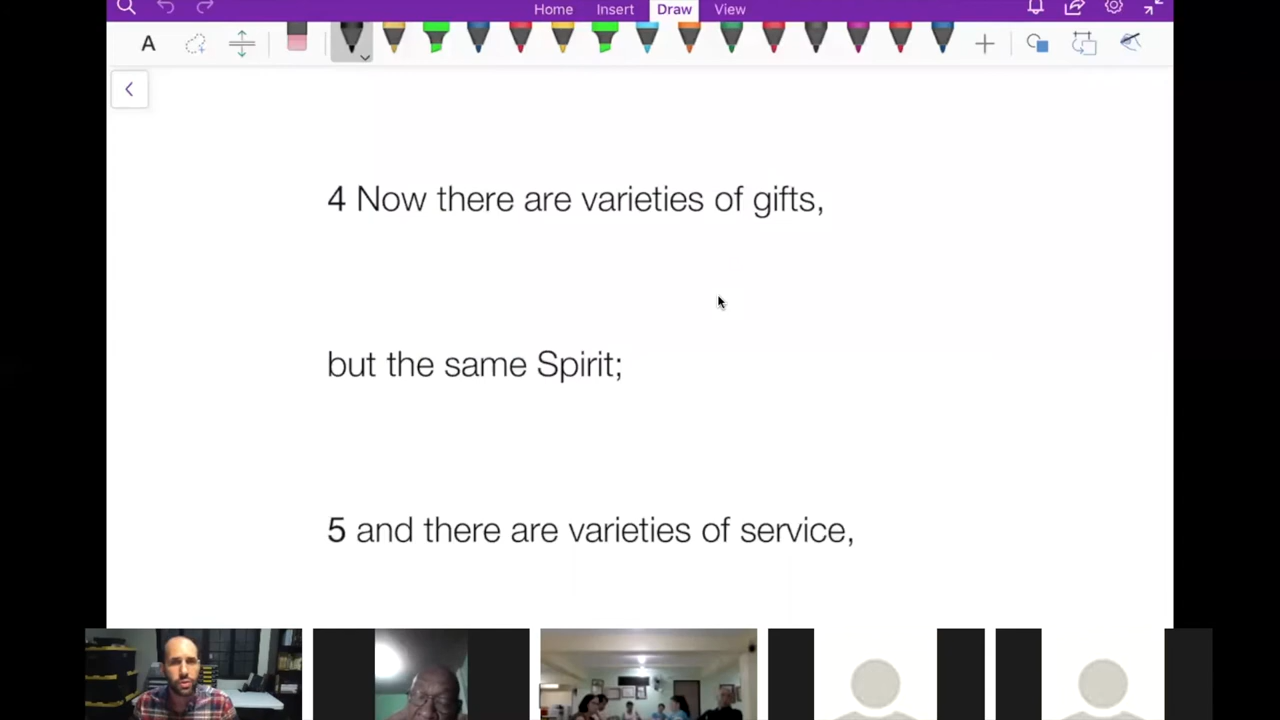 Home Insert Draw View
A
4 Now there are varieties of gifts,
but the same Spirit;
5 and there are varieties of service,